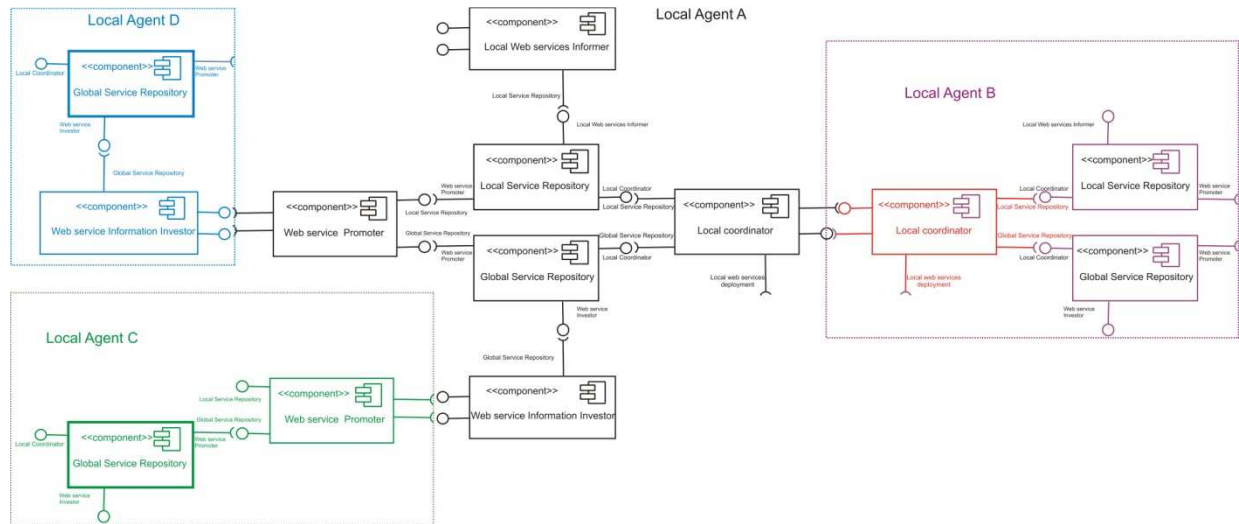 Local Agent D
Local Agent A
<<component>>
Local Web services Informer
Local Service Repository
Local Web services Informer
Local Coordinator
<<component>>
Global Service Repository
Web service
Promoter
Web service
Investor
Global Service Repository
<<component>>
Web service Information Investor
<<component>>
Web service Promoter
Web service
Promoter
Local Service Repository
Global Service Repository
Web service
Promoter
<<component>>
Local Service Repository
Local Coordinator
Local Service Repository
<<component>>
Global Service Repository
Global Service Repository
Local Coordinator
Web service
Investor
Global Service Repository
<<component>>
Web service Information Investor
<<component>>
Local coordinator
Local web services
deployment
Local Agent B
<<component>>
Local coordinator
Local web services
deployment
Local Coordinator
Local Service Repository
Global Service Repository
Local Coordinator
Local Web services Informer
<<component>>
Local Service Repository
Web service
Promoter
<<component>>
Global Service Repository
Web service
Promoter
Web service
Investor
Local Agent C
<<component>>
Web service Promoter
Local Service Repository
Global Service Repository
Web service
Promoter
Local Coordinator
<<component>>
Global Service Repository
Web service
Investor